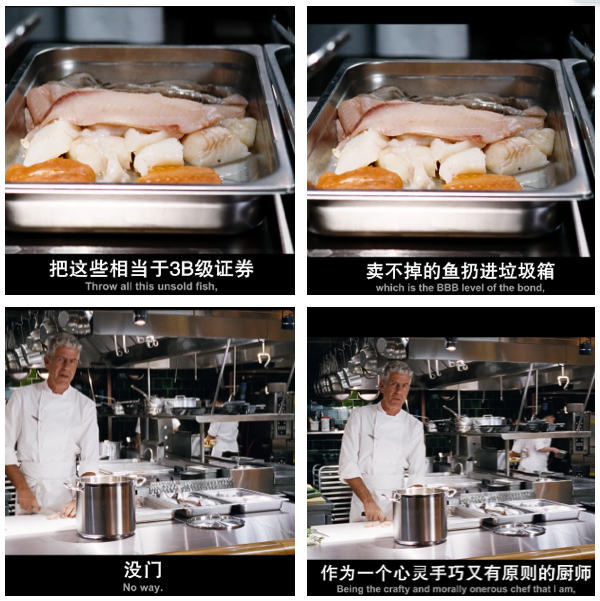 把这些相当于3B级证券
Throw all this unsold fish,
卖不掉的鱼扔进垃圾箱
which is the BBB level of the bond,
没门
No way.
作为一个心灵手巧又有原则的厨师
Being the crafty and morally onerous chef that I am,